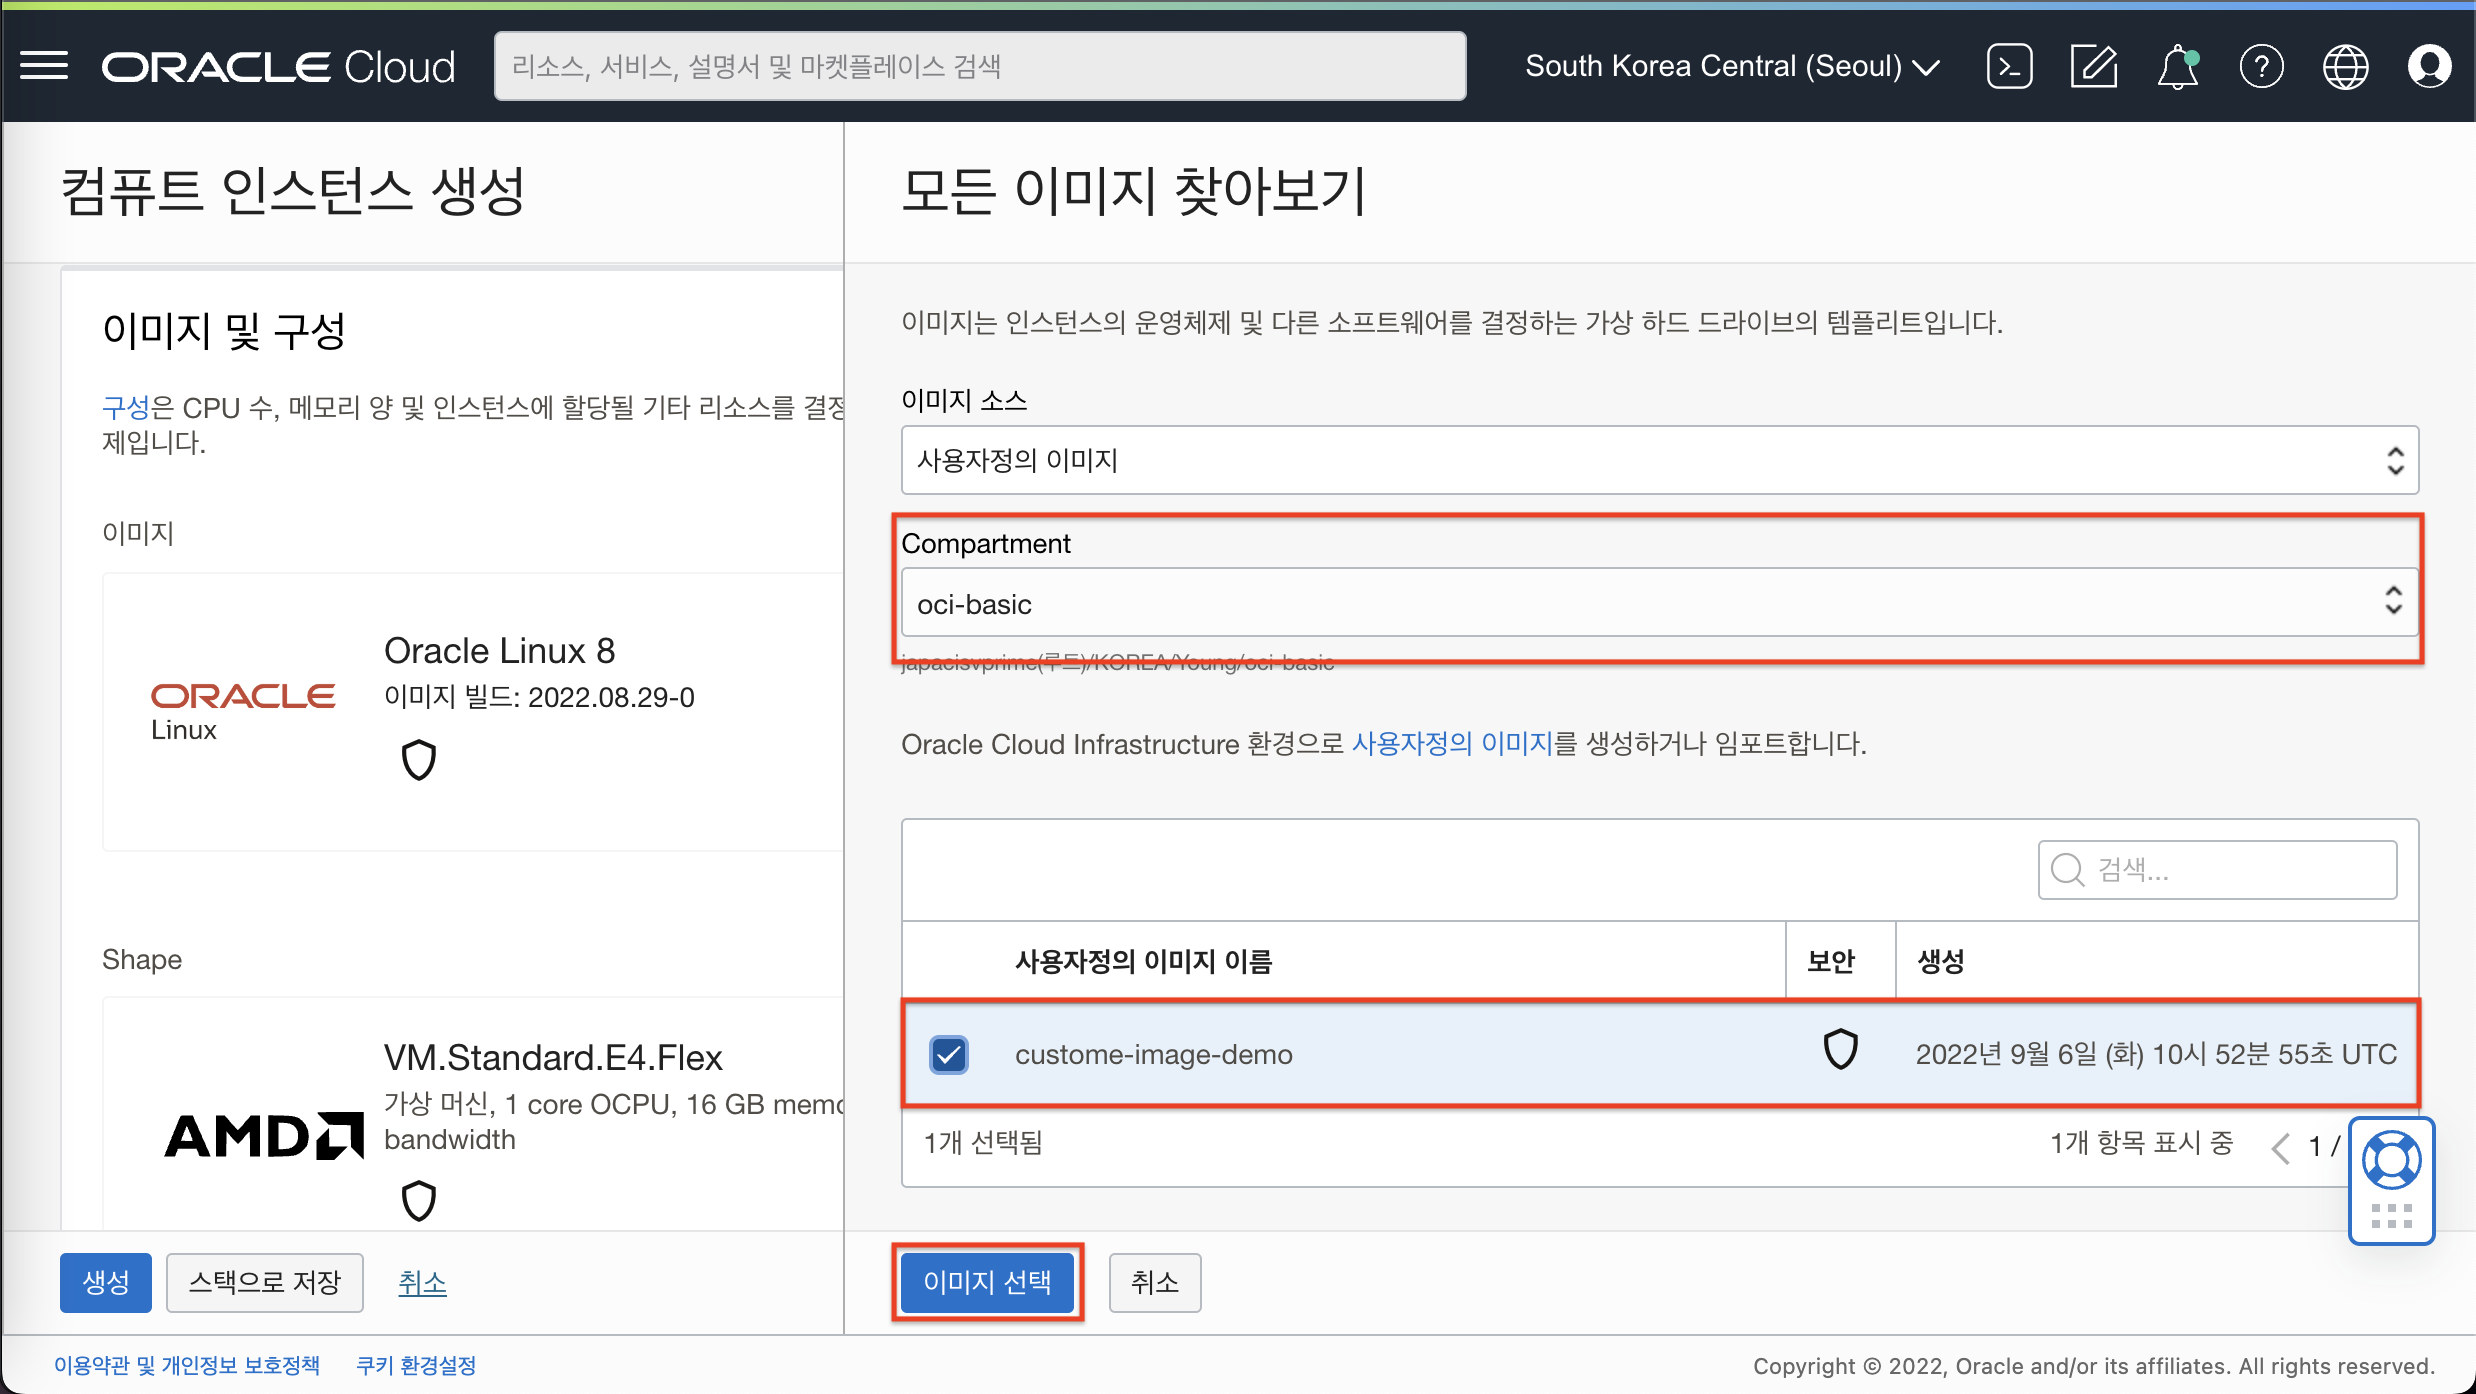 ORACLE Cloud
리소스, 서비스, 설명서 및 마켓플레이스 검색
South Korea Central (Seoul)
컴퓨트 인스턴스 생성
이미지 및 구성
구성은 CPU 수, 메모리 양 및 인스턴스에 할당될 기타 리소스를 결정
제입니다.
이미지
ORACLE
Linux
Oracle Linux 8
이미지 빌드: 2022.08.29-0
Shape
AMD
VM.Standard.E4.Flex
가상 머신, 1 core OCPU, 16 GB memo
bandwidth
생성
스택으로 저장
취소
모든 이미지 찾아보기
이미지는 인스턴스의 운영체제 및 다른 소프트웨어를 결정하는 가상 하드 드라이브의 템플리트입니다.
이미지 소스
사용자정의 이미지
Compartment
oci-basic
japacisvprime(루트)/KOREA/Young/oci-basic
Oracle Cloud Infrastructure 환경으로 사용자정의 이미지를 생성하거나 임포트합니다.
검색...
사용자정의 이미지 이름
보안
생성
custome-image-demo
2022년 9월 6일 (화) 10시 52분 55초 UTC
1개 선택됨
1개 항목 표시 중
1 /
이미지 선택
취소
이용약관 및 개인정보 보호정책
쿠키 환경설정
Copyright © 2022, Oracle and/or its affiliates. All rights reserved.